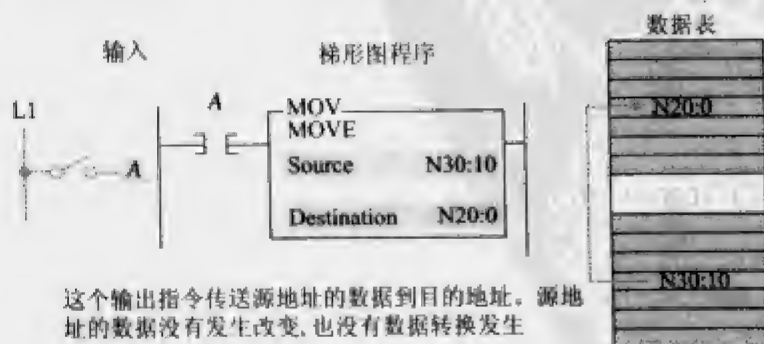 数据表
输入
梯形图程序
L1
A
A
MOV
MOVE
Source N30:10
Destination N20:0
N20:0
N30:10
这个输出指令传送源地址的数据到目的地址。源地
址的数据没有发生改变,也没有数据转换发生